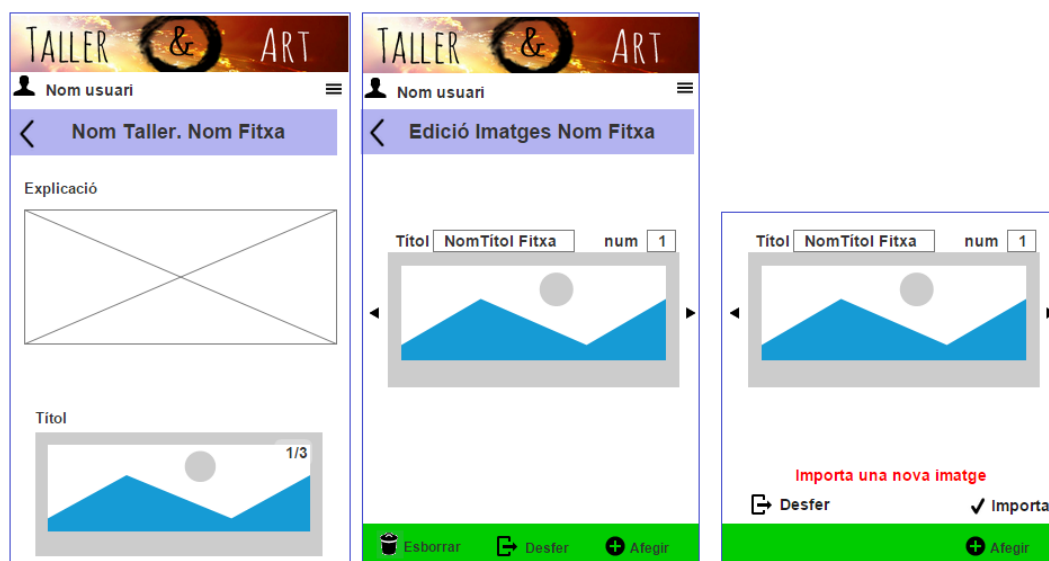 TALLER & ART
Nom usuari
Nom Taller. Nom Fitxa
Explicació
Títol
1/3
TALLER & ART
Nom usuari
Edició Imatges Nom Fitxa
Títol NomTítol Fitxa num 1
Esborrar Desfer Afegir
Títol NomTítol Fitxa num 1
Importa una nova imatge
Desfer Importa
Afegir